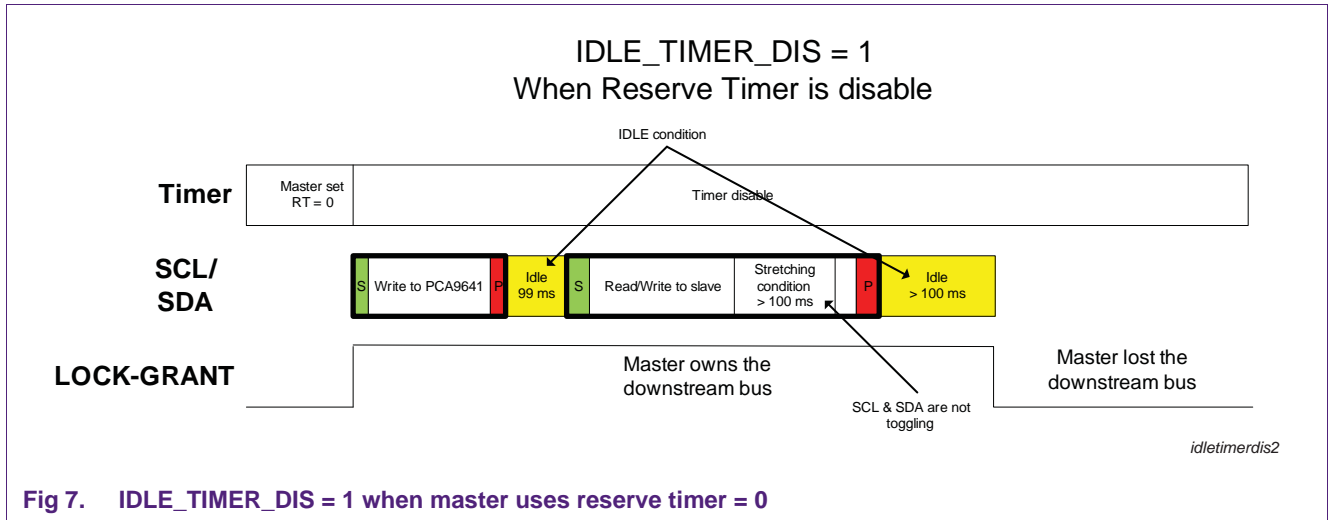 IDLE_TIMER_DIS = 1
When Reserve Timer is disable
IDLE condition
Timer
Master set
RT = 0
Timer disable
SCL/
SDA
S
Write to PCA9641
P
Idle
99 ms
S
Read/Write to slave
Stretching
condition
> 100 ms
P
Idle
> 100 ms
LOCK-GRANT
Master owns the
downstream bus
Master lost the
downstream bus
SCL & SDA are not
toggling
idletimerdis2
Fig 7. IDLE_TIMER_DIS = 1 when master uses reserve timer = 0